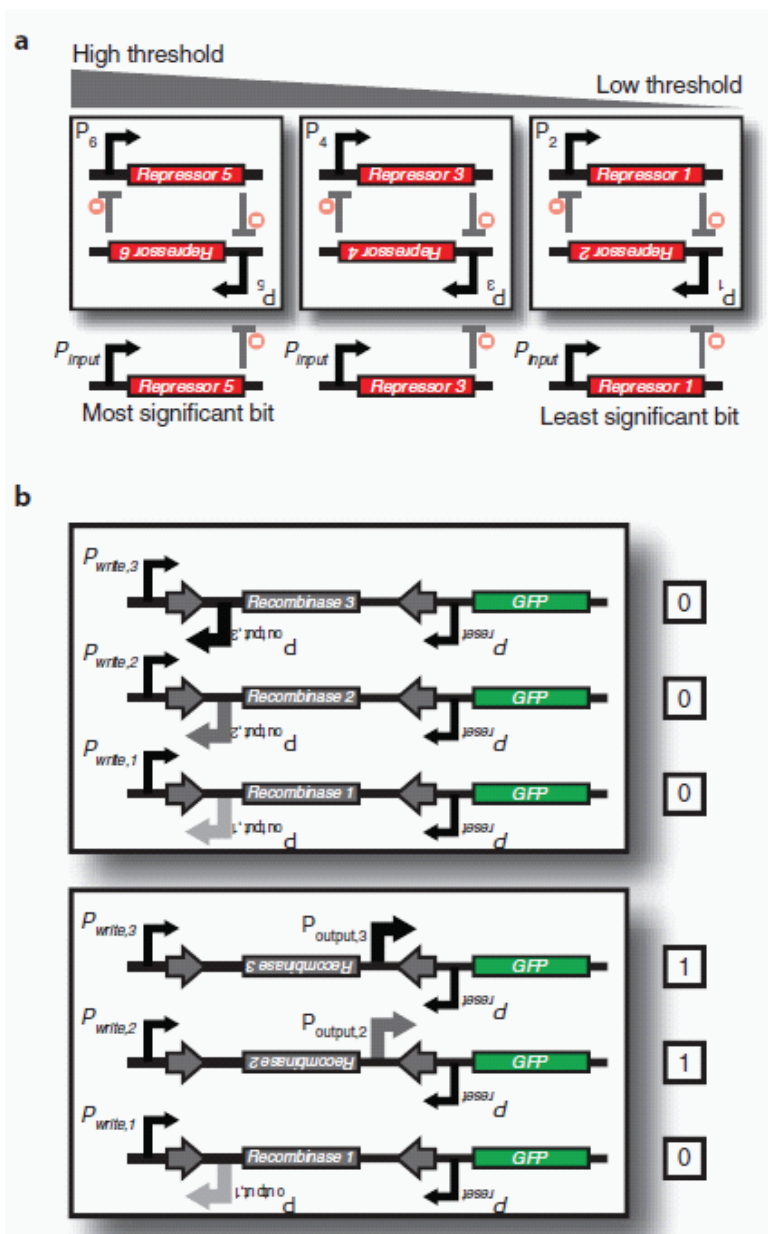 a
High threshold
Low threshold
P6 P4 P2
Repressor 5 Repressor 3 Repressor 1
Repressor 6 Repressor 4 Repressor 2
P5 P3 P1
Pinput Pinput Pinput
Repressor 5 Repressor 3 Repressor 1
Most significant bit Least significant bit
b
Pwrite,3
Recombinase 3 GFP 0
Poutput,3 Preset
Pwrite,2
Recombinase 2 GFP 0
Poutput,2 Preset
Pwrite,1
Recombinase 1 GFP 0
Poutput,1 Preset
Pwrite,3 Poutput,3
Recombinase 3 GFP 1
Preset
Pwrite,2 Poutput,2
Recombinase 2 GFP 1
Preset
Pwrite,1
Recombinase 1 GFP 0
Poutput,1 Preset